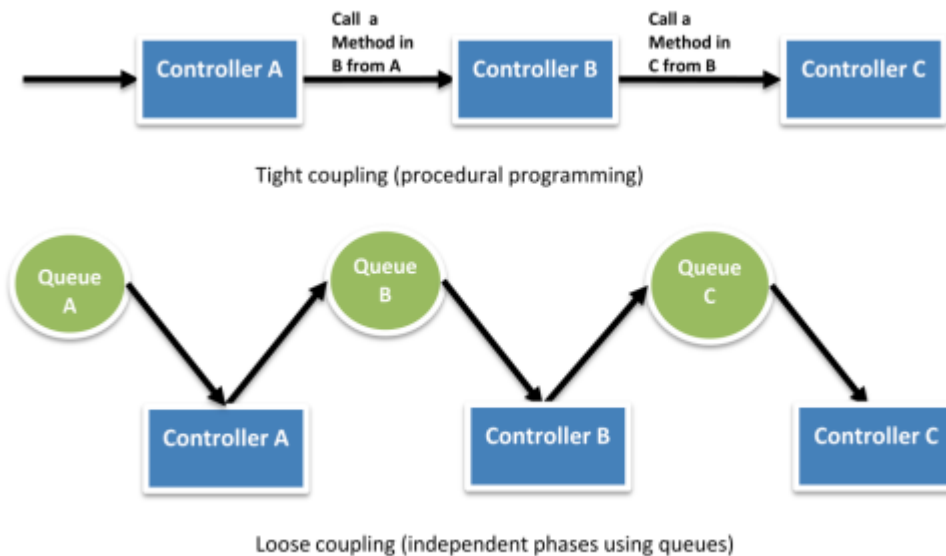 Call a
Method in
B from A
Call a
Method in
C from B
Controller A
Controller B
Controller C
Tight coupling (procedural programming)
Queue
A
Queue
B
Queue
C
Controller A
Controller B
Controller C
Loose coupling (independent phases using queues)